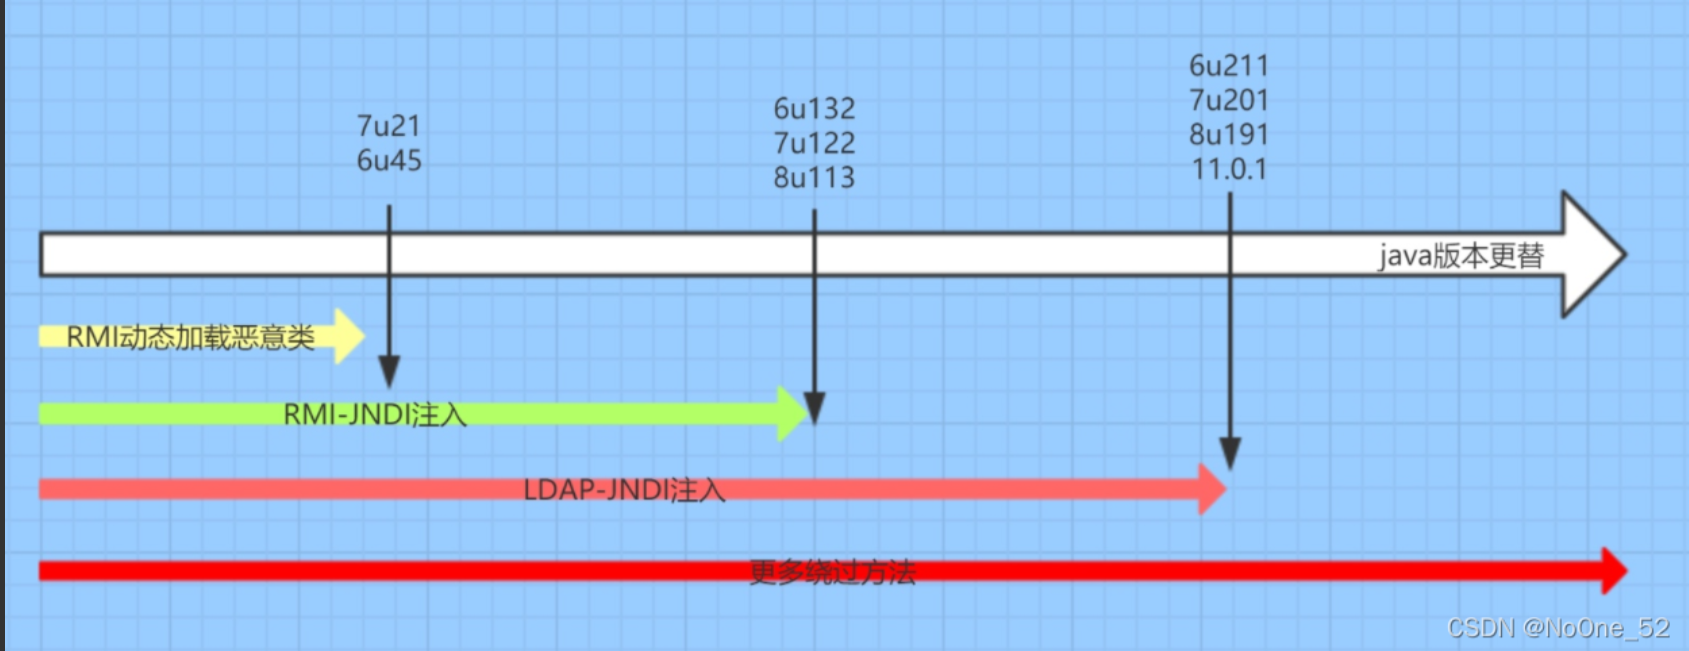 7u21
6u45
6u132
7u122
8u113
6u211
7u201
8u191
11.0.1
java版本更替
RMI动态加载恶意类
RMI-JNDI注入
LDAP-JNDI注入
更多绕过方法
CSDN @NoOne_52